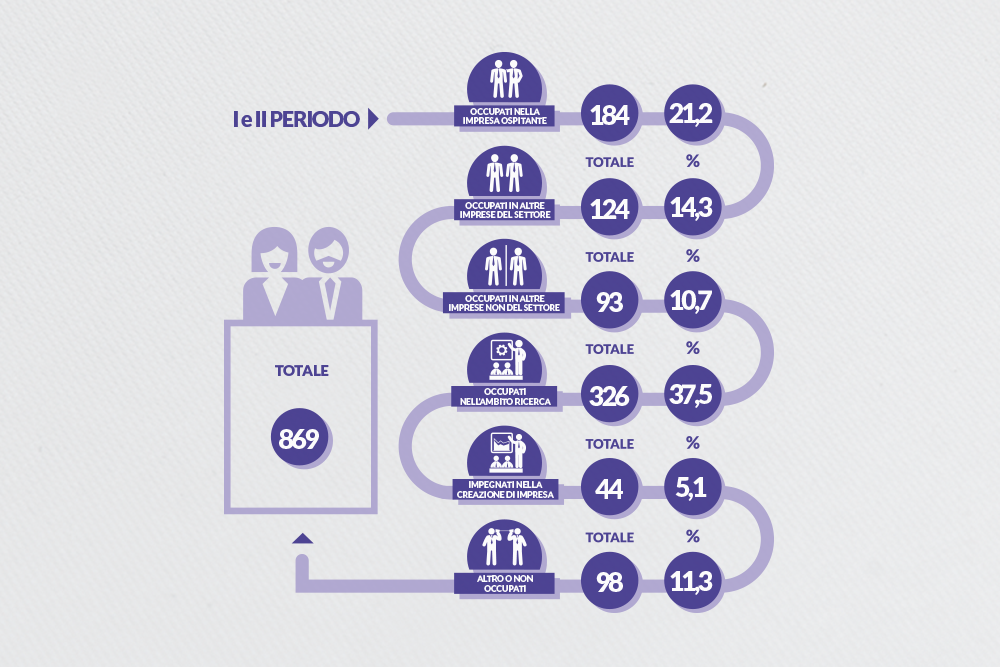 I e II PERIODO
OCCUPATI NELLA
IMPRESA OSPITANTE
184
21,2
TOTALE
%
OCCUPATI IN ALTRE
IMPRESE DEL SETTORE
124
14,3
TOTALE
%
OCCUPATI IN ALTRE
IMPRESE NON DEL SETTORE
93
10,7
TOTALE
%
OCCUPATI
NELL'AMBITO RICERCA
326
37,5
TOTALE
%
IMPEGNATI NELLA
CREAZIONE DI IMPRESA
44
5,1
TOTALE
%
ALTRO O NON
OCCUPATI
98
11,3
TOTALE
869